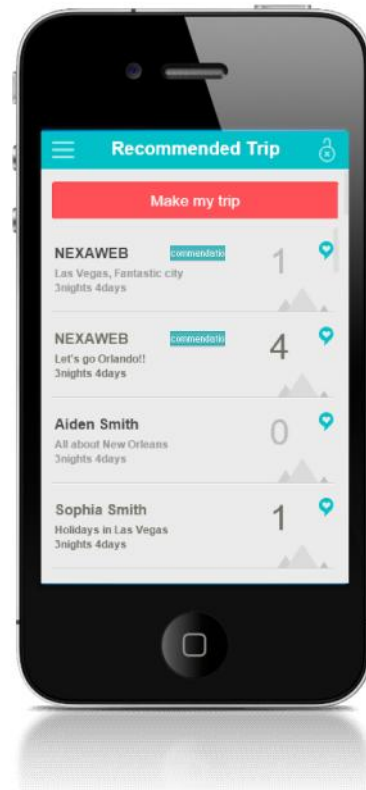 Recommended Trip
Make my trip
NEXAWEB commendatio 1
Las Vegas, Fantastic city
3nights 4days
NEXAWEB commendatio 4
Let's go Orlando!!
3nights 4days
Aiden Smith 0
All about New Orleans
3nights 4days
Sophia Smith 1
Holidays in Las Vegas
3nights 4days